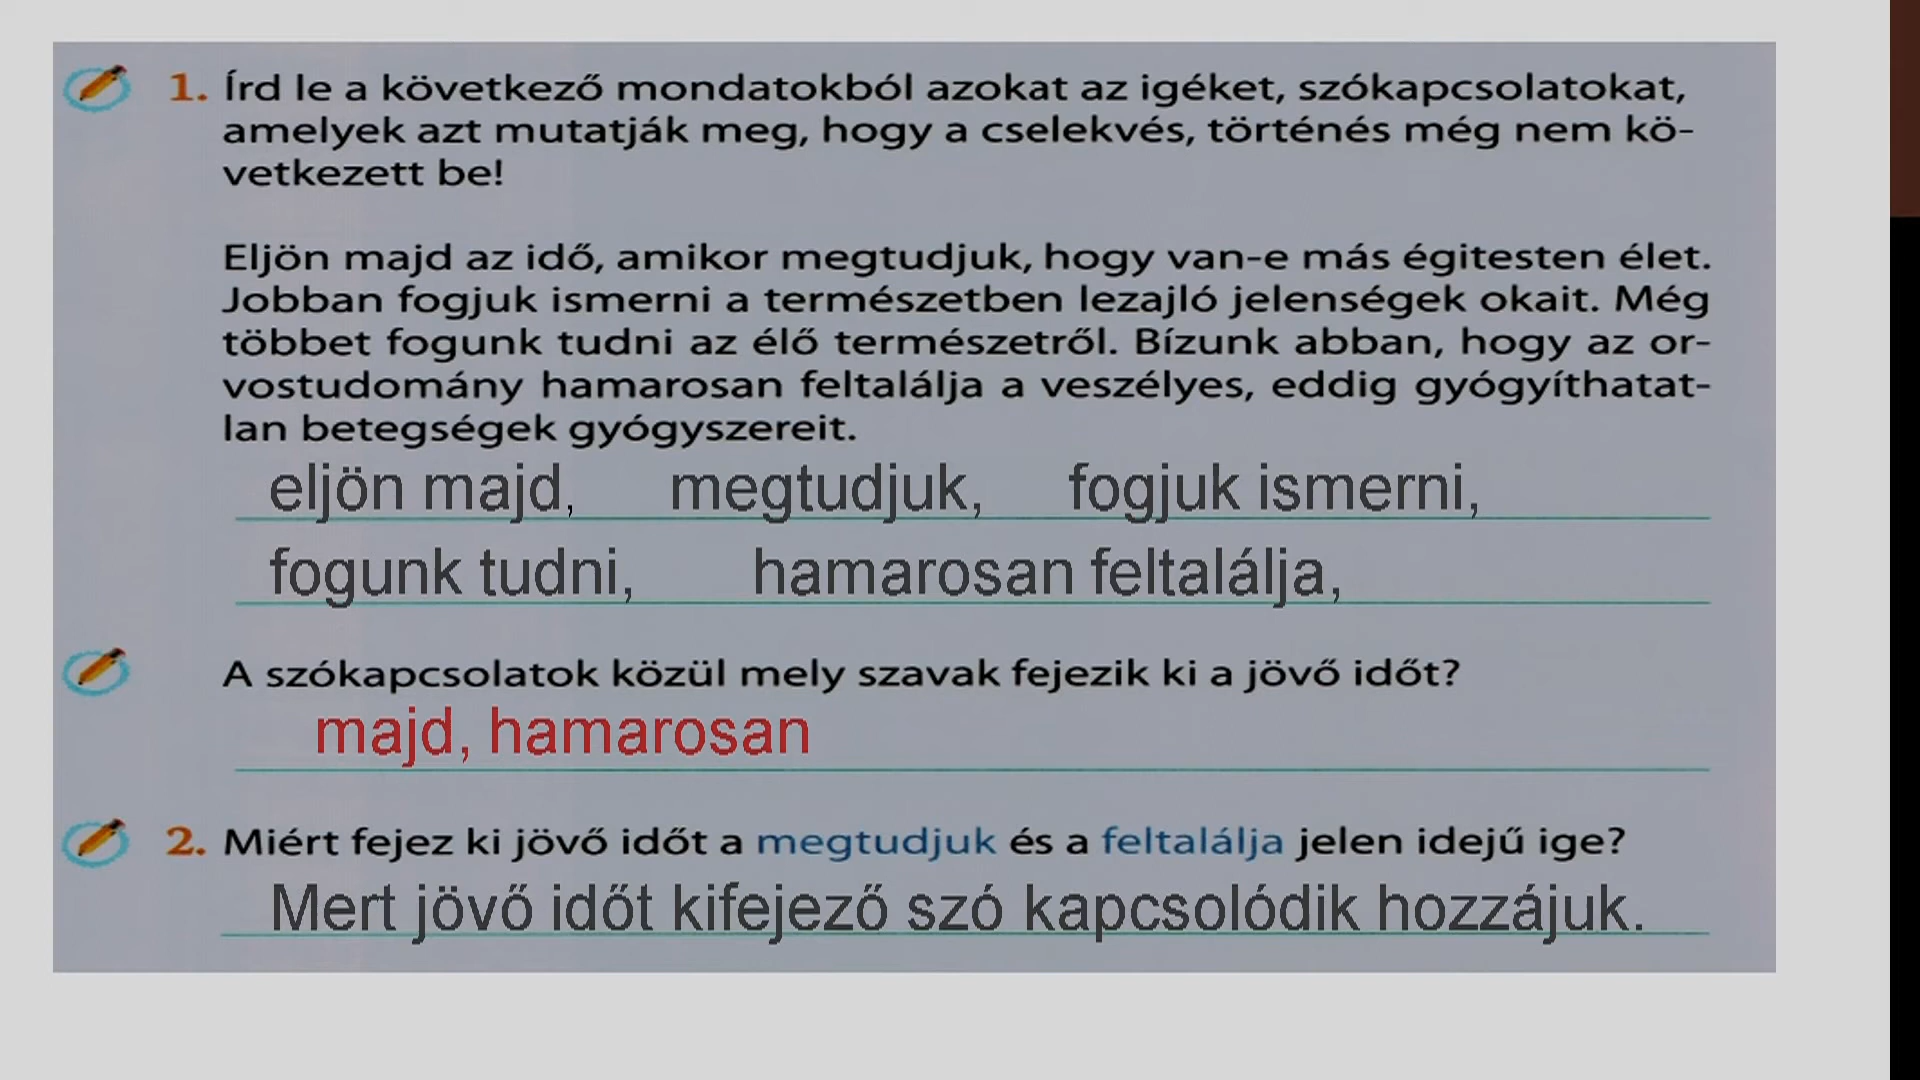 1. Írd le a következő mondatokból azokat az igéket, szókapcsolatokat,
amelyek azt mutatják meg, hogy a cselekvés, történés még nem kö-
vetkezett be!
Eljön majd az idő, amikor megtudjuk, hogy van-e más égitesten élet.
Jobban fogjuk ismerni a természetben lezajló jelenségek okait. Még
többet fogunk tudni az élő természetről. Bízunk abban, hogy az or-
vostudomány hamarosan feltalálja a veszélyes, eddig gyógyíthatat-
lan betegségek gyógyszereit.
eljön majd, megtudjuk, fogjuk ismerni,
fogunk tudni, hamarosan feltalálja,
A szókapcsolatok közül mely szavak fejezik ki a jövő időt?
majd, hamarosan
2. Miért fejez ki jövő időt a megtudjuk és a feltalálja jelen idejű ige?
Mert jövő időt kifejező szó kapcsolódik hozzájuk.